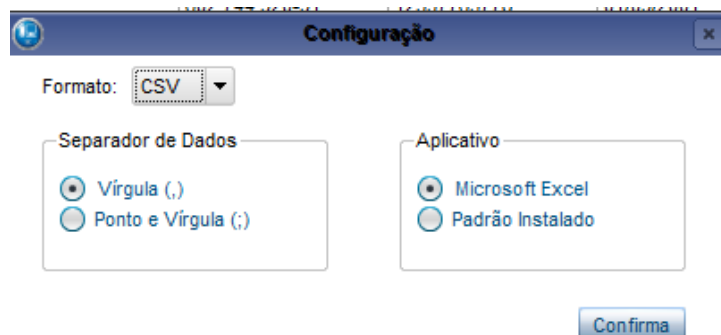 Configuração
Formato: CSV
Separador de Dados
Vírgula (,)
Ponto e Vírgula (;)
Aplicativo
Microsoft Excel
Padrão Instalado
Confirma